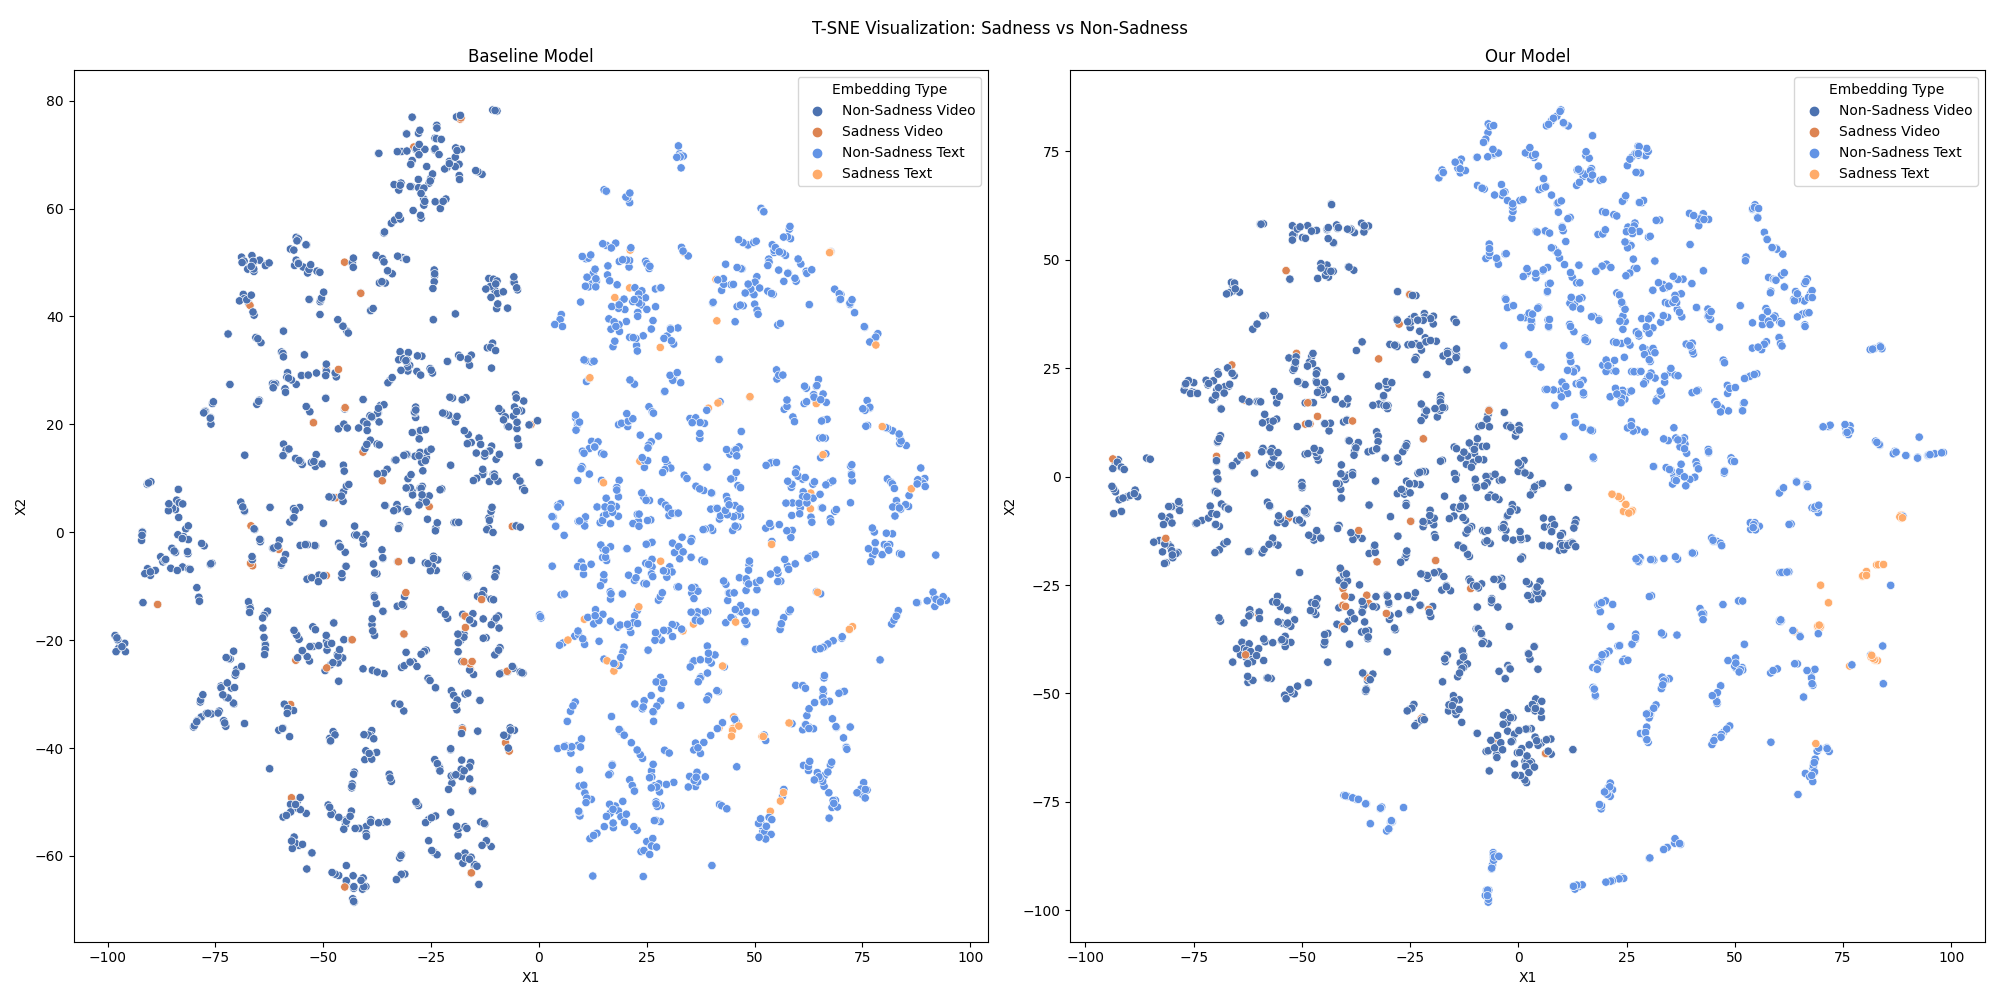 T-SNE Visualization: Sadness vs Non-Sadness
Baseline Model
Embedding Type
Non-Sadness Video
Sadness Video
Non-Sadness Text
Sadness Text
80
60
40
20
0
−20
−40
−60
X2
−100
−75
−50
−25
0
25
50
75
100
X1
Our Model
Embedding Type
Non-Sadness Video
Sadness Video
Non-Sadness Text
Sadness Text
75
50
25
0
−25
−50
−75
−100
X2
−100
−75
−50
−25
0
25
50
75
100
X1